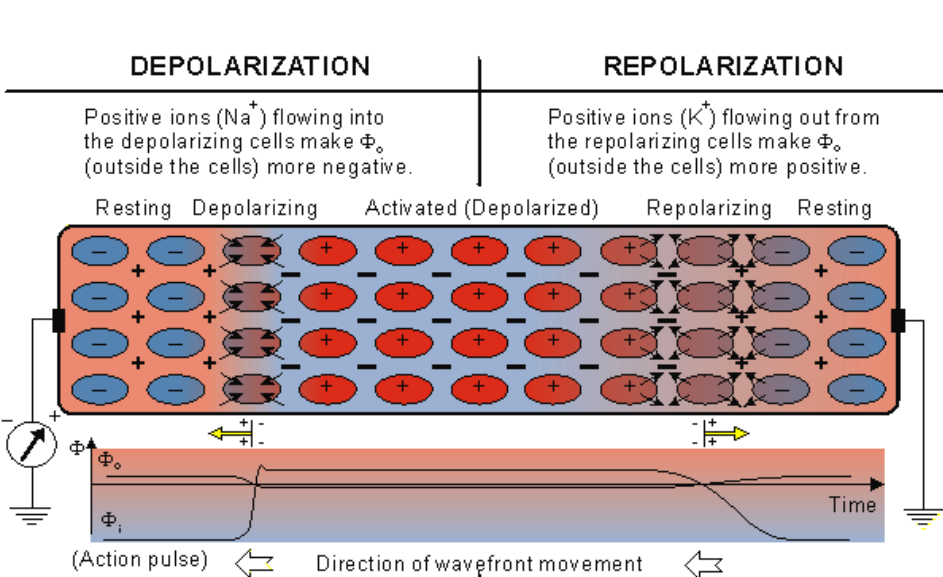 DEPOLARIZATION
REPOLARIZATION
Positive ions (Na⁺) flowing into
the depolarizing cells make Φₒ
(outside the cells) more negative.
Positive ions (K⁺) flowing out from
the repolarizing cells make Φₒ
(outside the cells) more positive.
Resting Depolarizing Activated (Depolarized) Repolarizing Resting
Φ
Φₒ
Time
Φᵢ
(Action pulse)
Direction of wavefront movement